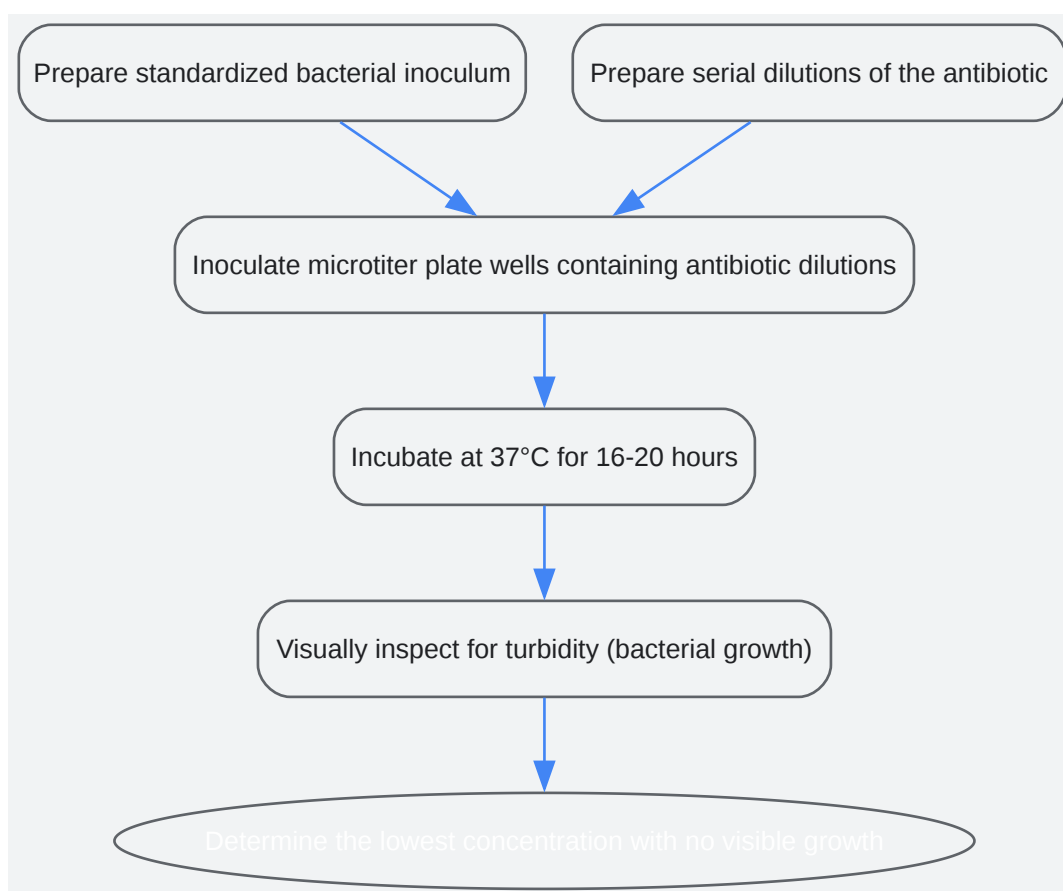 Prepare standardized bacterial inoculum
Prepare serial dilutions of the antibiotic
Inoculate microtiter plate wells containing antibiotic dilutions
Incubate at 37°C for 16-20 hours
Visually inspect for turbidity (bacterial growth)
Determine the lowest concentration with no visible growth